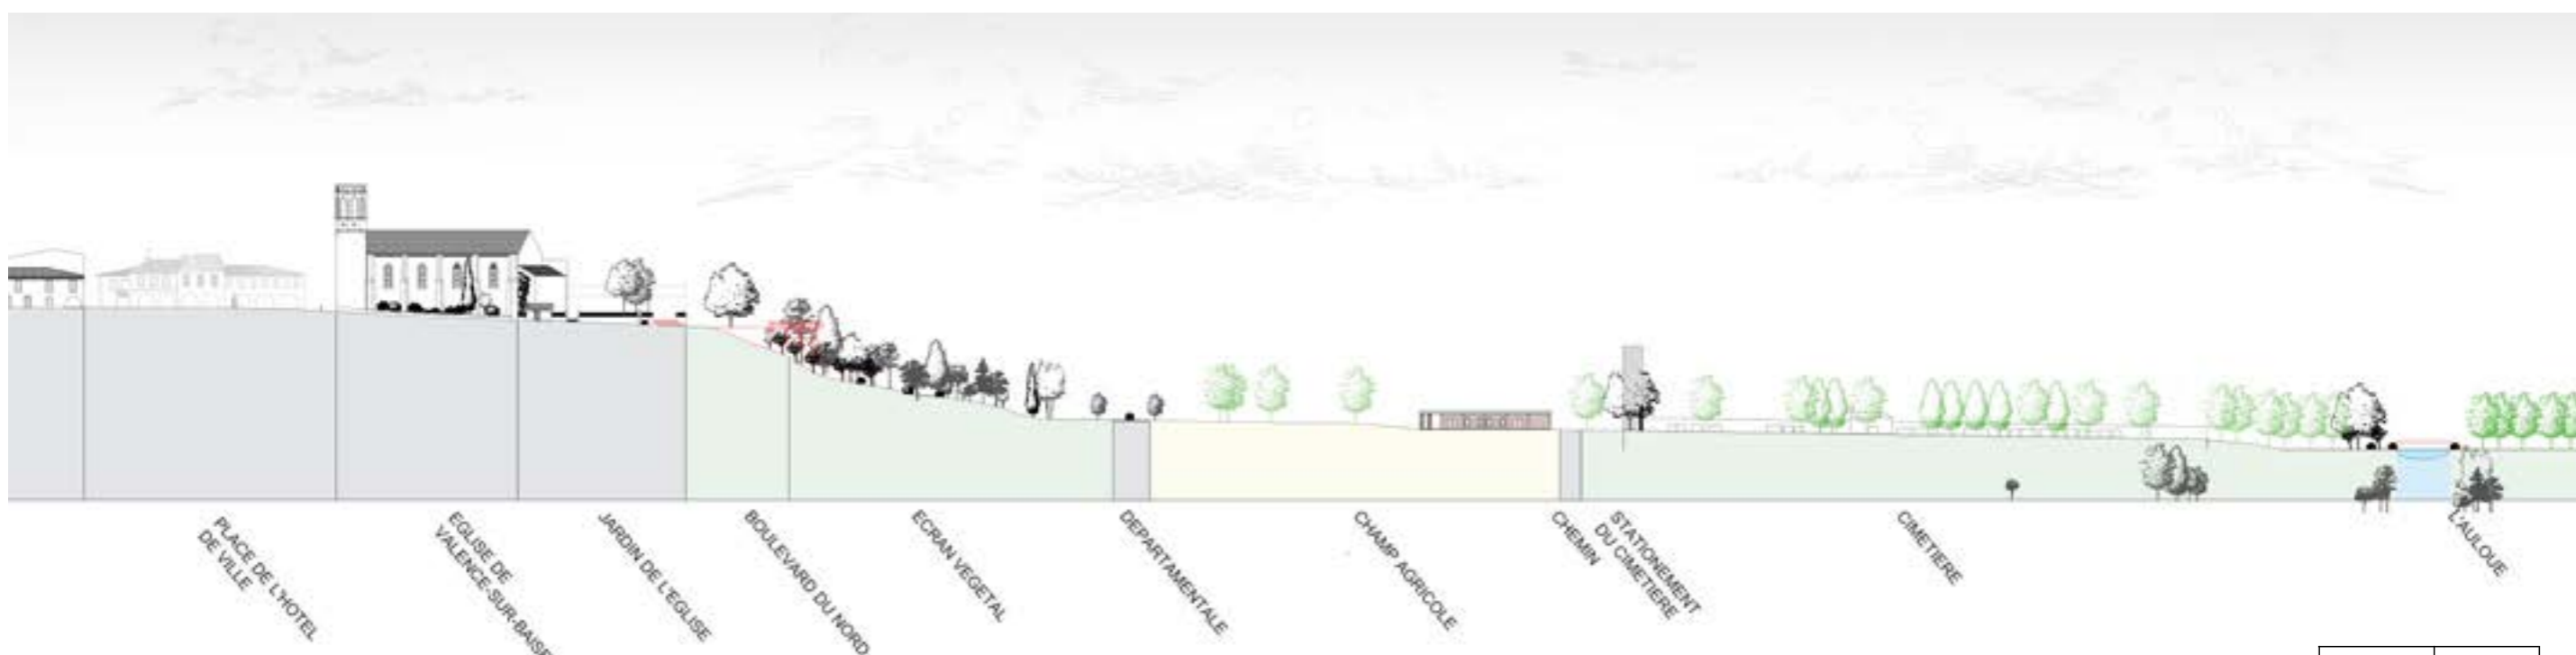 PLACE DE L'HOTEL
DE VILLE
EGLISE DE
VALENCE-SUR-BAISE
JARDIN DE L'EGLISE
BOULEVARD DU NORD
ECRAN VEGETAL
DEPARTAMENTALE
CHAMP AGRICOLE
CHEMIN
STATIONEMENT
DU CIMETIERE
CIMETIERE
L'AULOUE